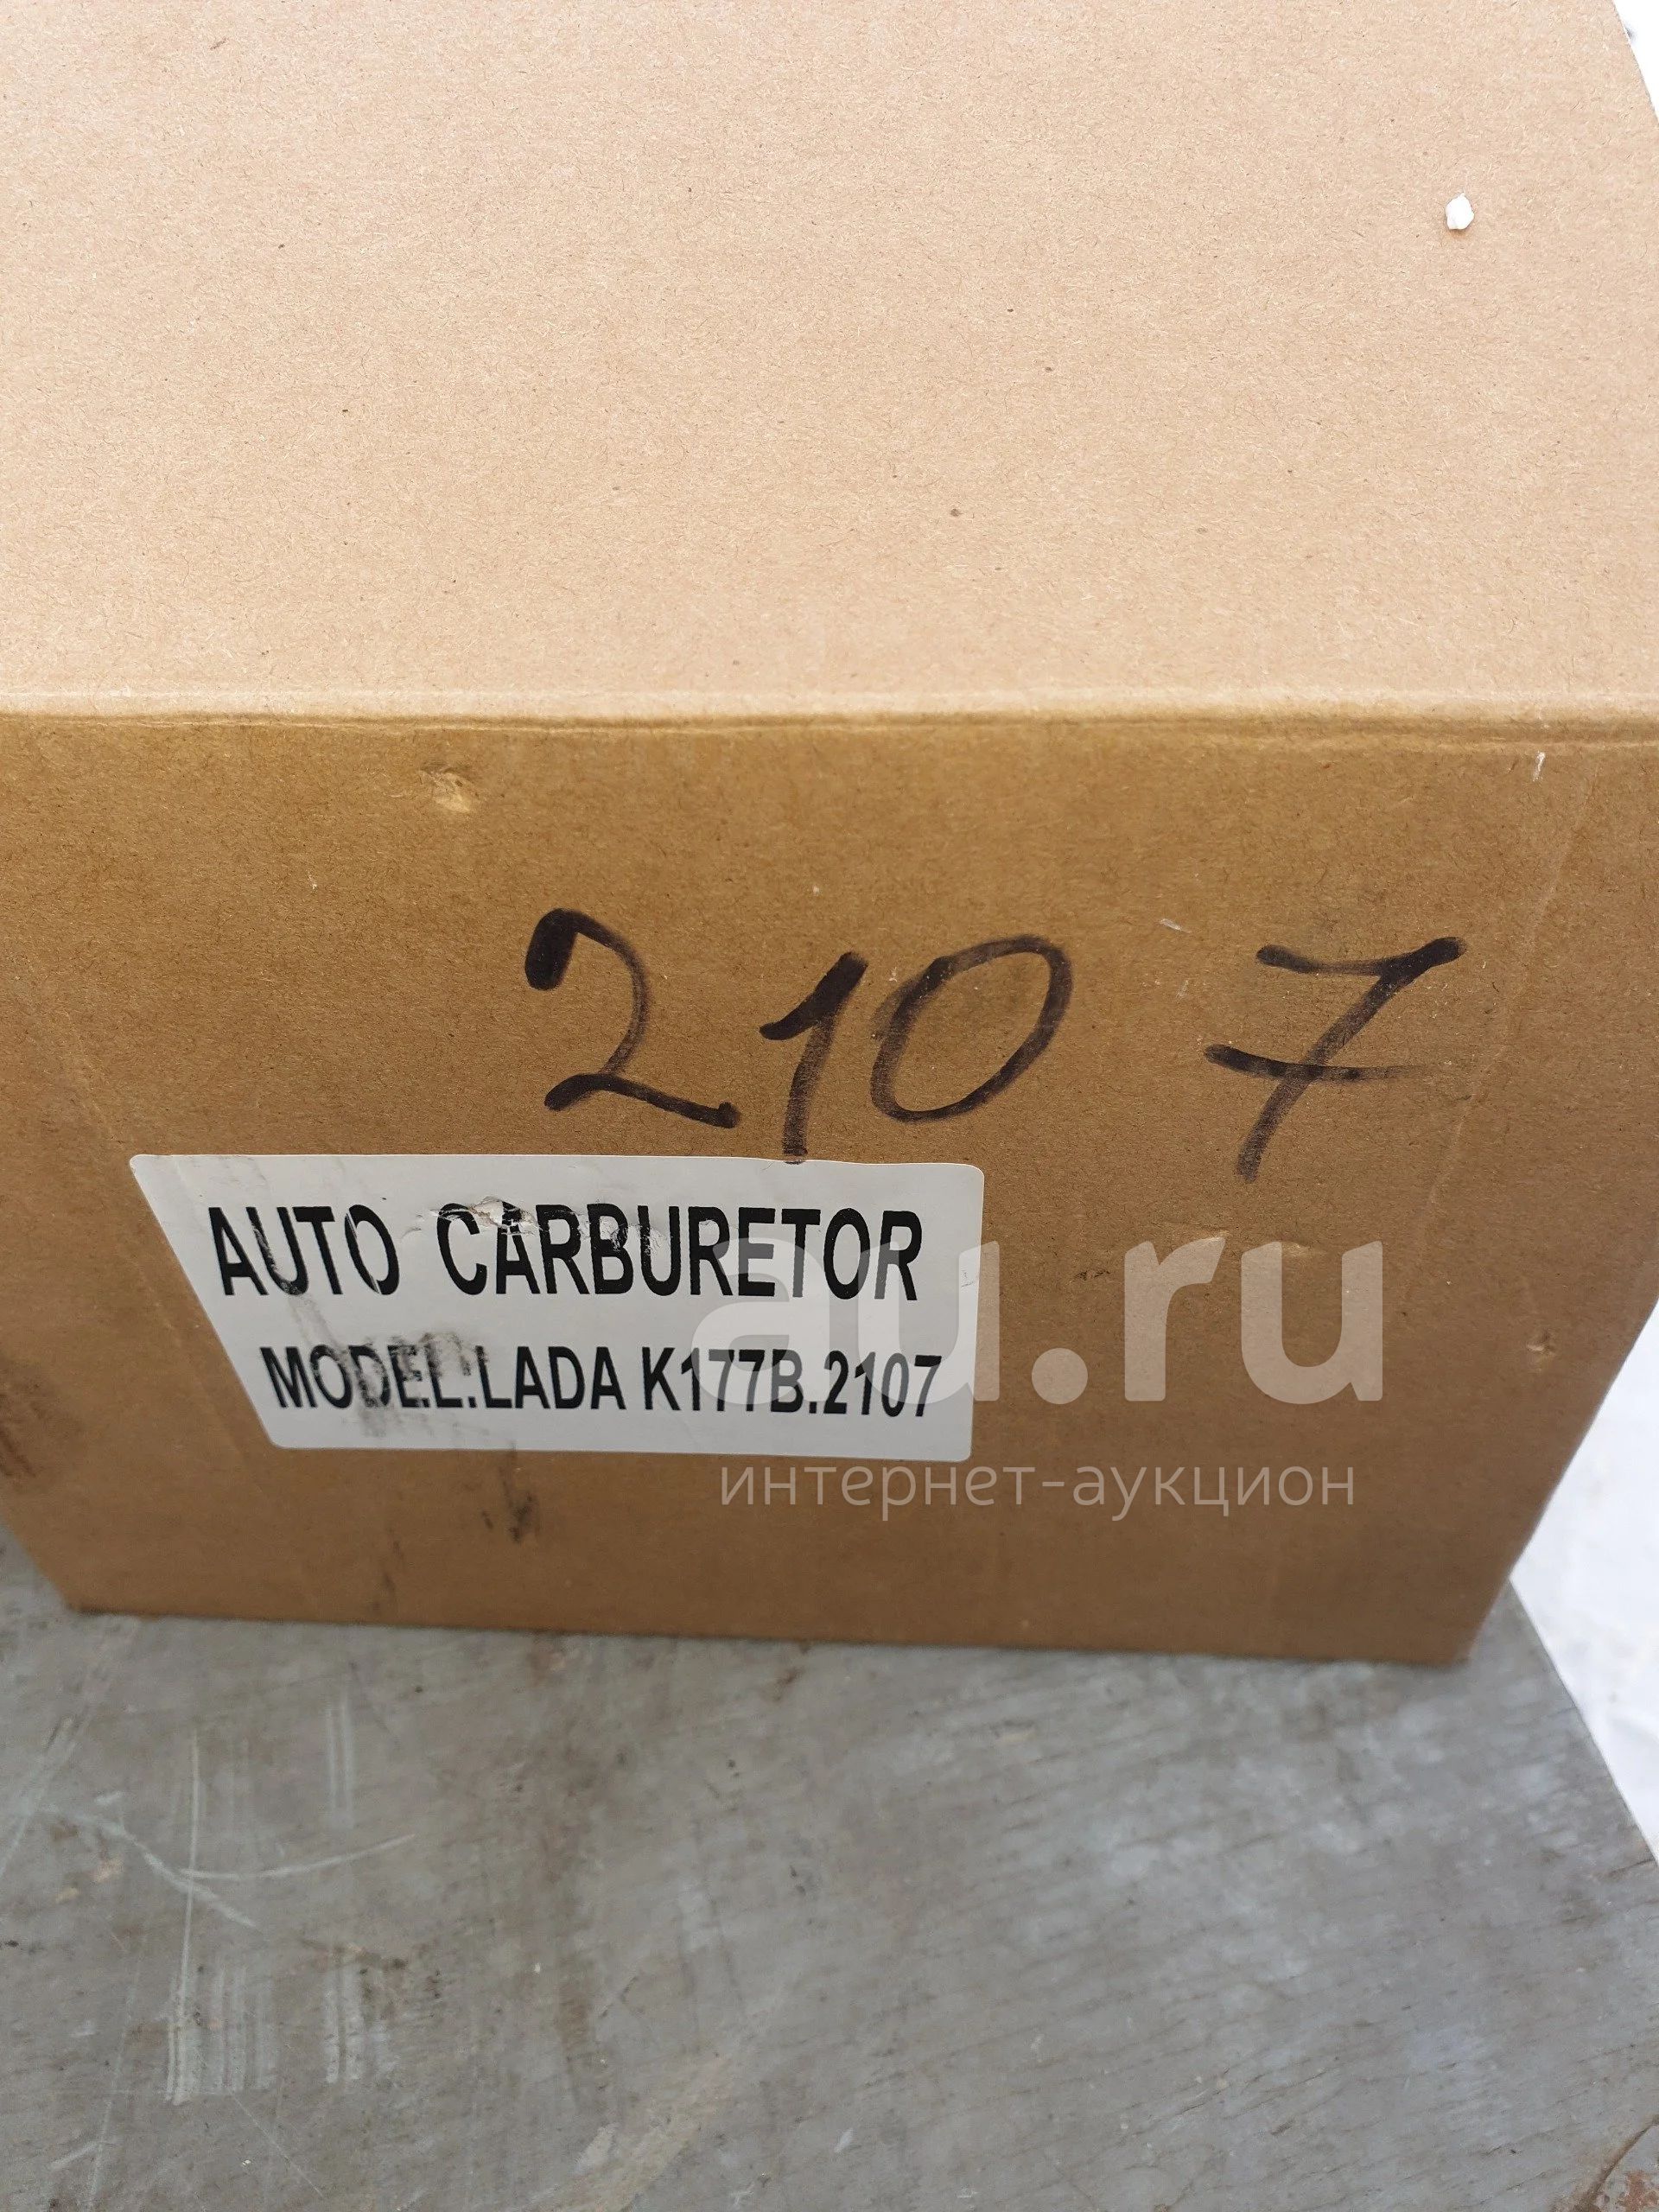 2107
AUTO CARBURETOR
MODEL.LADA K177B.2107
au.ru
интернет-аукцион